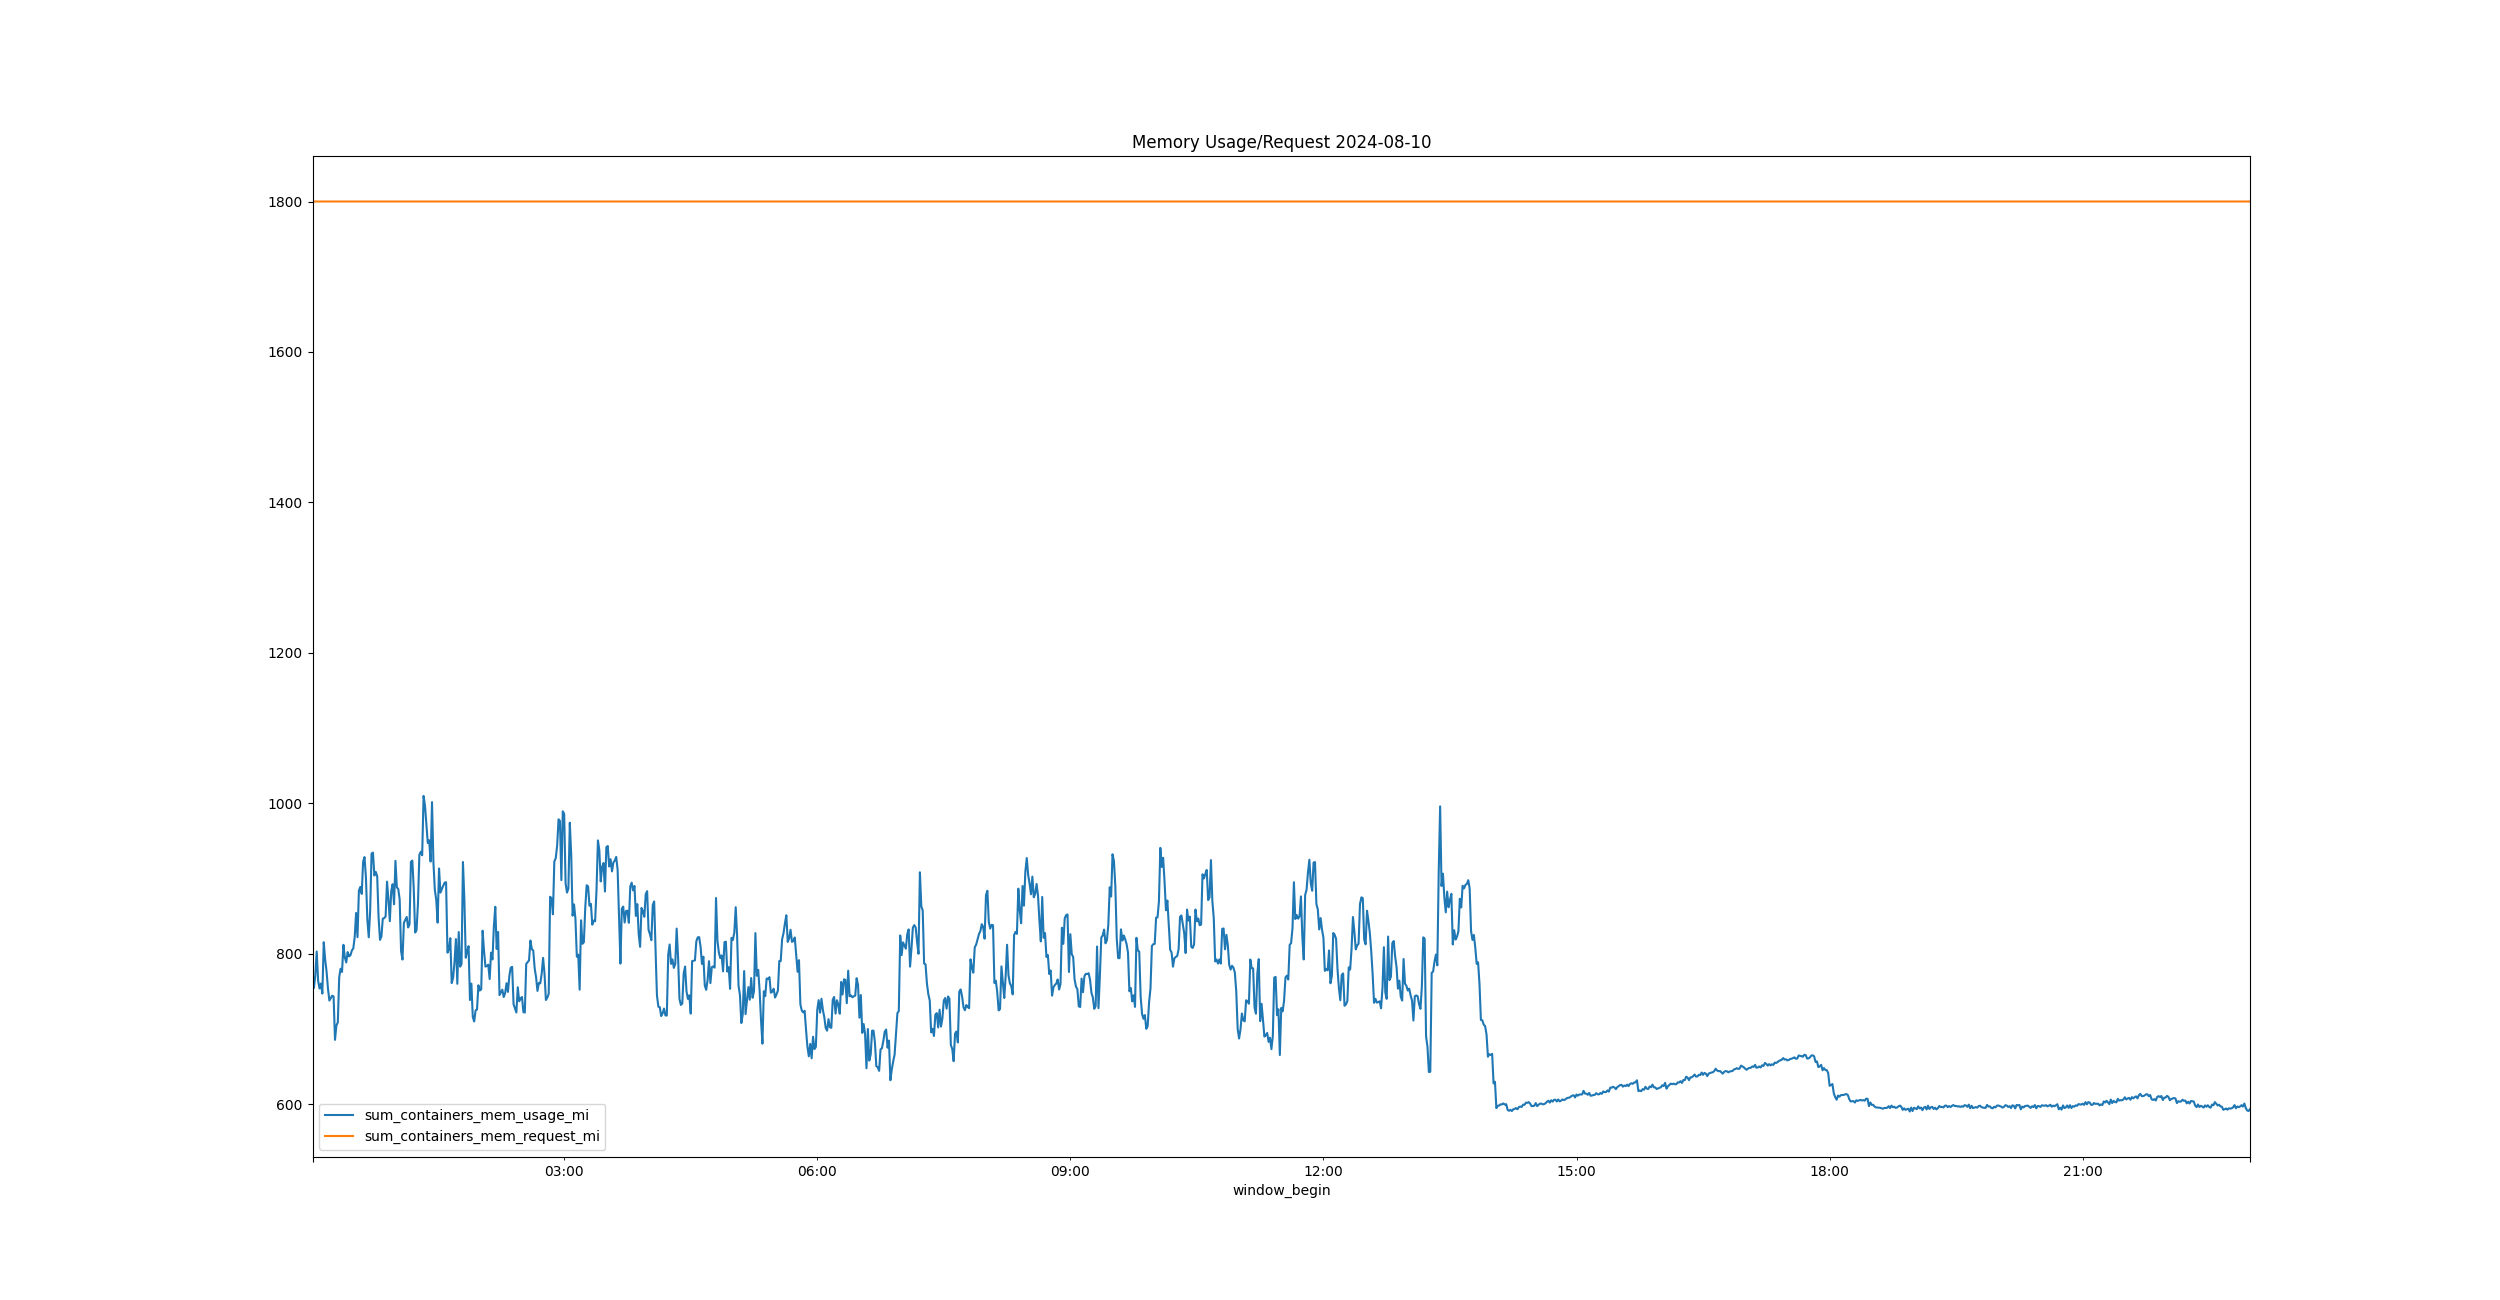 Memory Usage/Request 2024-08-10
1800
1600
1400
1200
1000
800
600
sum_containers_mem_usage_mi
sum_containers_mem_request_mi
03:00 06:00 09:00 12:00 15:00 18:00 21:00
window_begin